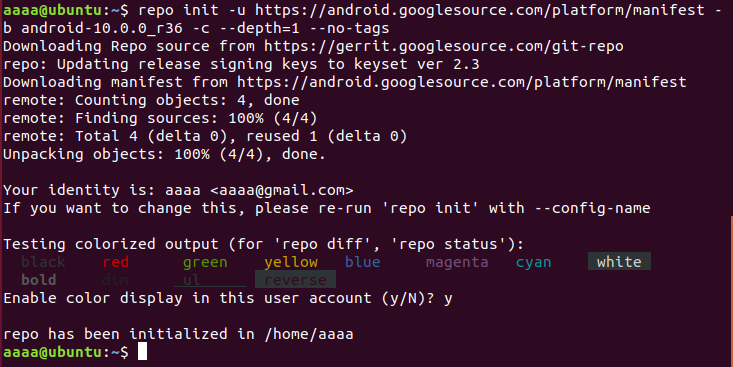 aaaa@ubuntu:~$ repo init -u https://android.googlesource.com/platform/manifest -
b android-10.0.0_r36 -c --depth=1 --no-tags
Downloading Repo source from https://gerrit.googlesource.com/git-repo
repo: Updating release signing keys to keyset ver 2.3
Downloading manifest from https://android.googlesource.com/platform/manifest
remote: Counting objects: 4, done
remote: Finding sources: 100% (4/4)
remote: Total 4 (delta 0), reused 1 (delta 0)
Unpacking objects: 100% (4/4), done.
Your identity is: aaaa <aaaa@gmail.com>
If you want to change this, please re-run 'repo init' with --config-name
Testing colorized output (for 'repo diff', 'repo status'):
black red green yellow blue magenta cyan white
bold dim ul reverse
Enable color display in this user account (y/N)? y
repo has been initialized in /home/aaaa
aaaa@ubuntu:~$